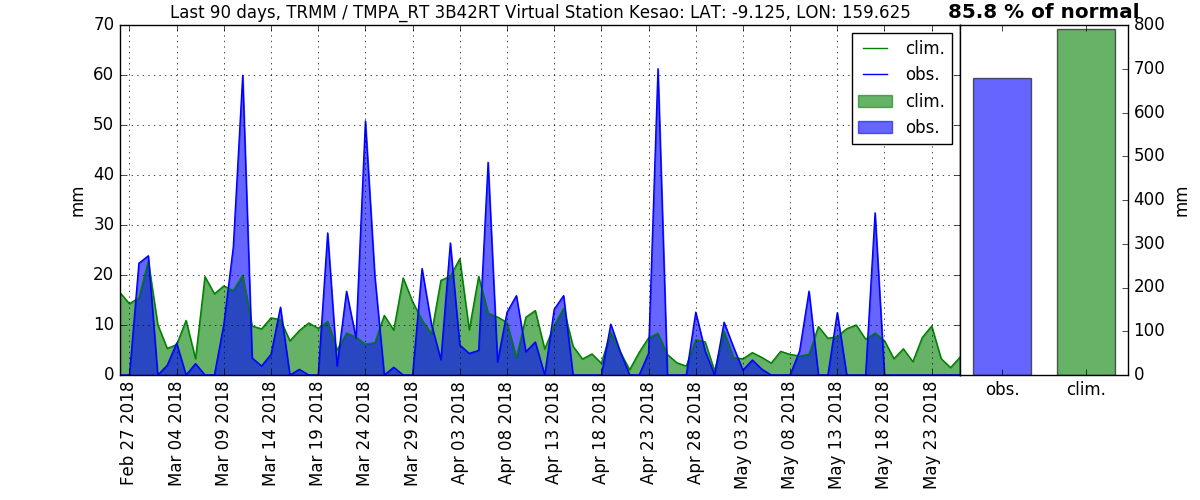 Last 90 days, TRMM / TMPA_RT 3B42RT Virtual Station Kesao: LAT: -9.125, LON: 159.625
85.8 % of normal
70
60
50
40
30
20
10
0
mm
clim.
obs.
clim.
obs.
Feb 27 2018
Mar 04 2018
Mar 09 2018
Mar 14 2018
Mar 19 2018
Mar 24 2018
Mar 29 2018
Apr 03 2018
Apr 08 2018
Apr 13 2018
Apr 18 2018
Apr 23 2018
Apr 28 2018
May 03 2018
May 08 2018
May 13 2018
May 18 2018
May 23 2018
800
700
600
500
400
300
200
100
0
mm
obs.
clim.